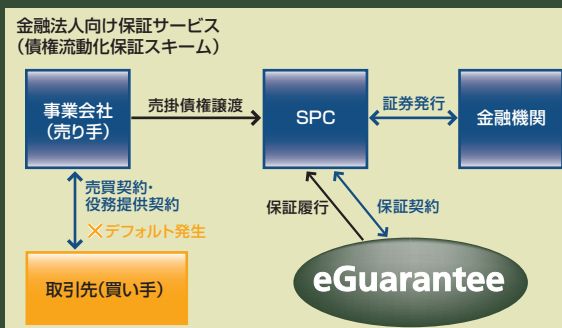 金融法人向け保証サービス
（債権流動化保証スキーム）
事業会社
（売り手）
売掛債権譲渡
SPC
証券発行
金融機関
売買契約・
役務提供契約
×デフォルト発生
保証履行
保証契約
取引先（買い手）
eGuarantee